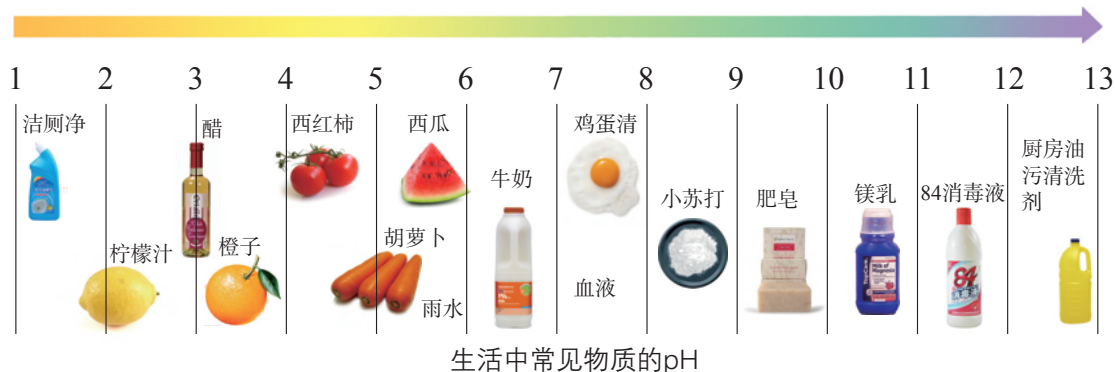 1 2 3 4 5 6 7 8 9 10 11 12 13
洁厕净
醋
西红柿
西瓜
鸡蛋清
厨房油
污清洗
剂
牛奶
小苏打
肥皂
镁乳
84消毒液
柠檬汁
橙子
胡萝卜
雨水
血液
84
生活中常见物质的pH